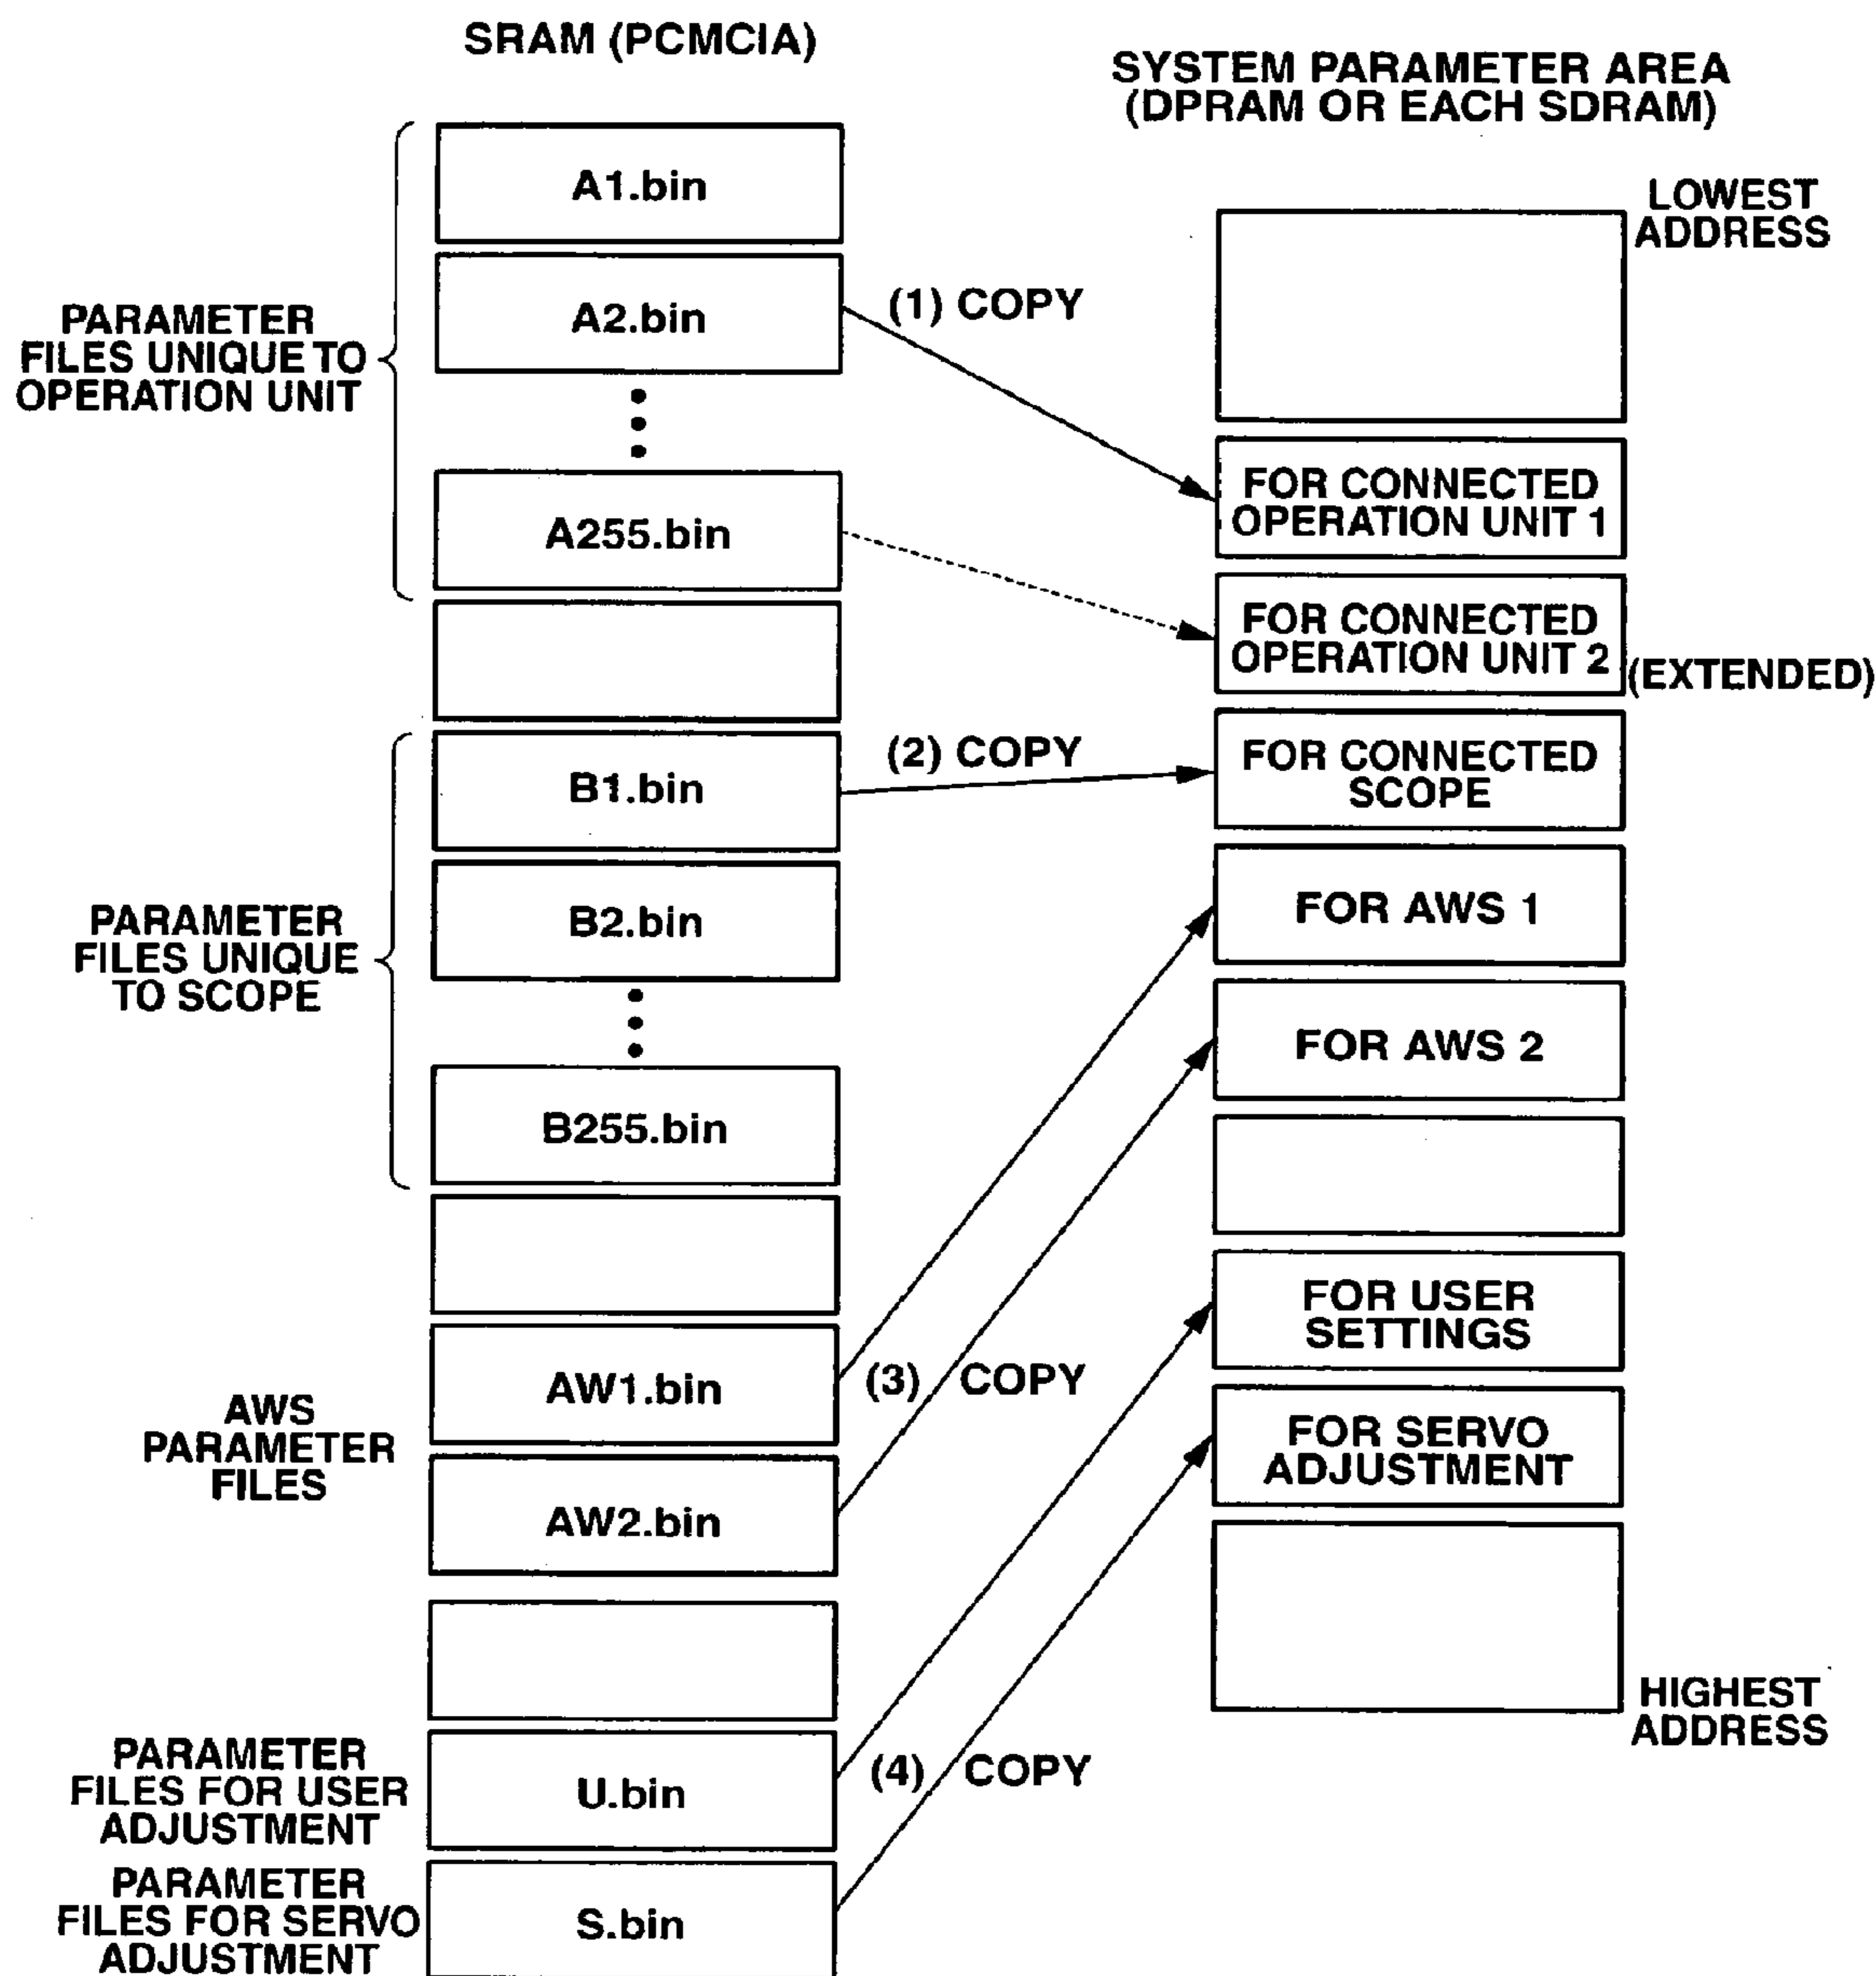 SRAM (PCMCIA)
SYSTEM PARAMETER AREA
(DPRAM OR EACH SDRAM)
LOWEST
ADDRESS
PARAMETER
FILES UNIQUE TO
OPERATION UNIT
A1.bin
A2.bin
A255.bin
(1) COPY
FOR CONNECTED
OPERATION UNIT 1
FOR CONNECTED
OPERATION UNIT 2
(EXTENDED)
PARAMETER
FILES UNIQUE
TO SCOPE
B1.bin
B2.bin
B255.bin
(2) COPY
FOR CONNECTED
SCOPE
FOR AWS 1
FOR AWS 2
AWS
PARAMETER
FILES
AW1.bin
AW2.bin
(3) COPY
FOR USER
SETTINGS
FOR SERVO
ADJUSTMENT
HIGHEST
ADDRESS
PARAMETER
FILES FOR USER
ADJUSTMENT
U.bin
(4) COPY
PARAMETER
FILES FOR SERVO
ADJUSTMENT
S.bin